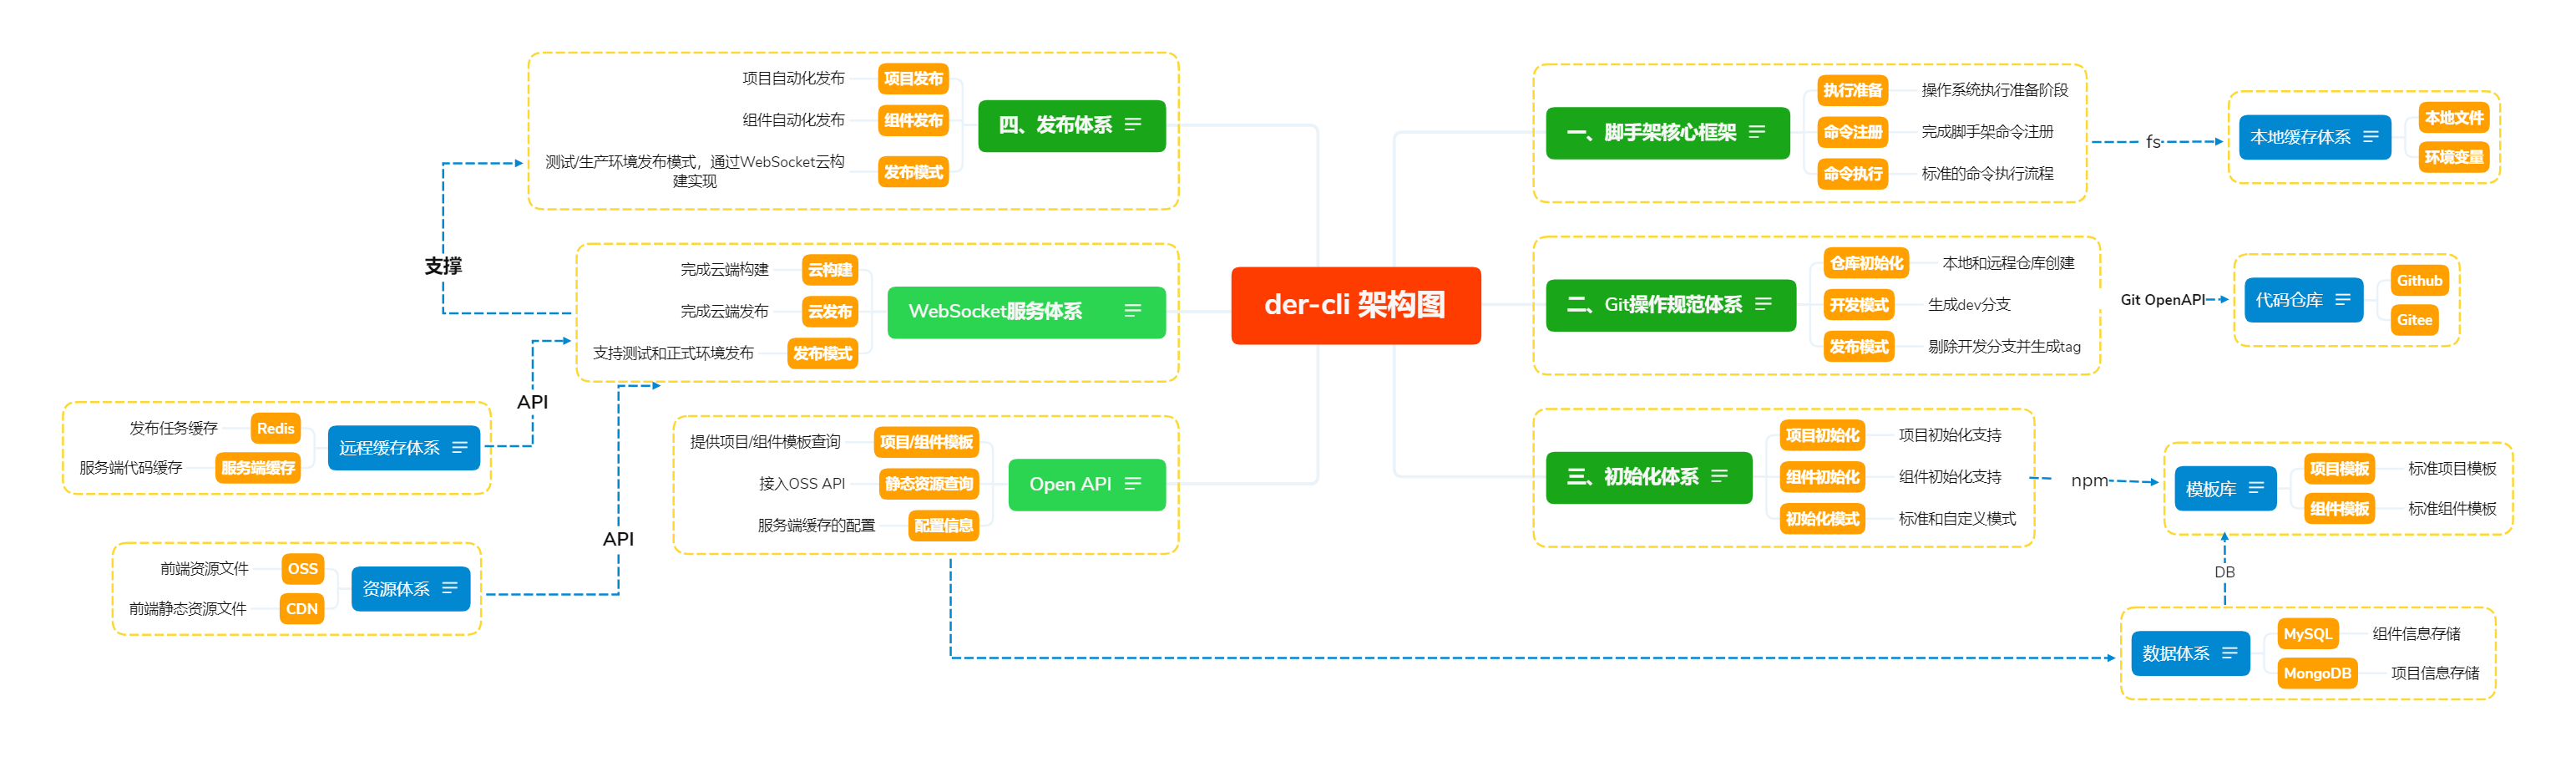 der-cli 架构图
一、脚手架核心框架
执行准备
操作系统执行准备阶段
命令注册
完成脚手架命令注册
命令执行
标准的命令执行流程
fs
本地缓存体系
本地文件
环境变量
二、Git操作规范体系
仓库初始化
本地和远程仓库创建
开发模式
生成dev分支
发布模式
剔除开发分支并生成tag
Git OpenAPI
代码仓库
Github
Gitee
三、初始化体系
项目初始化
项目初始化支持
组件初始化
组件初始化支持
初始化模式
标准和自定义模式
npm
模板库
项目模板
标准项目模板
组件模板
标准组件模板
DB
数据体系
MySQL
组件信息存储
MongoDB
项目信息存储
四、发布体系
项目发布
项目自动化发布
组件发布
组件自动化发布
发布模式
测试/生产环境发布模式，通过WebSocket云构
建实现
支撑
WebSocket服务体系
云构建
完成云端构建
云发布
完成云端发布
发布模式
支持测试和正式环境发布
API
远程缓存体系
Redis
发布任务缓存
服务端缓存
服务端代码缓存
API
资源体系
OSS
前端资源文件
CDN
前端静态资源文件
Open API
项目/组件模板
提供项目/组件模板查询
静态资源查询
接入OSS API
配置信息
服务端缓存的配置